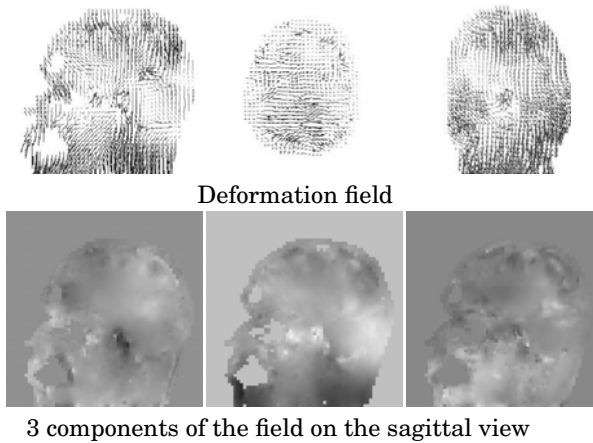 Deformation field
3 components of the field on the sagittal view